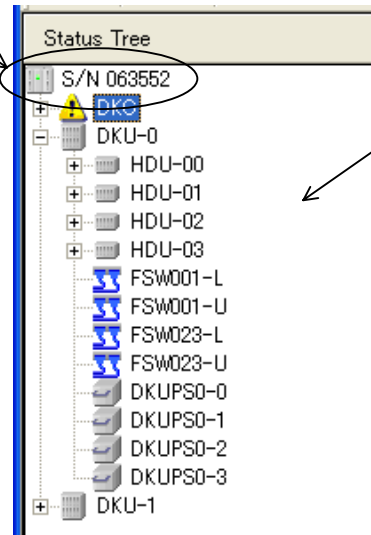 Status Tree
S/N 063552
DKC
DKU-0
HDU-00
HDU-01
HDU-02
HDU-03
FSW001-L
FSW001-U
FSW023-L
FSW023-U
DKUPS0-0
DKUPS0-1
DKUPS0-2
DKUPS0-3
DKU-1